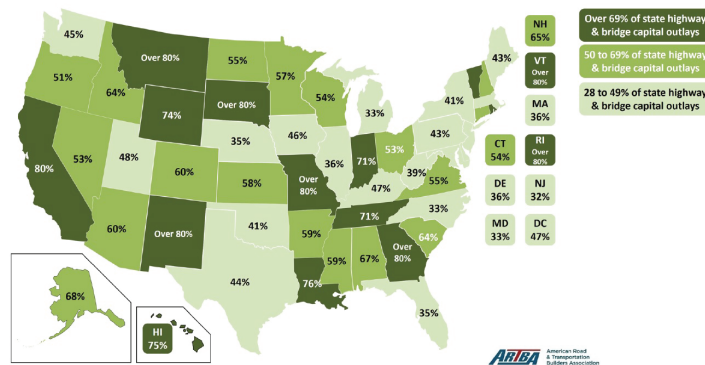 NH
65%
Over 69% of state highway
& bridge capital outlays
45%
Over 80%
55%
57%
VT
Over
80%
50 to 69% of state highway
& bridge capital outlays
43%
51%
64%
Over 80%
54%
33%
41%
MA
36%
28 to 49% of state highway
& bridge capital outlays
74%
35%
46%
43%
CT
54%
RI
Over
80%
80%
53%
48%
60%
58%
Over
80%
36%
71%
53%
39%
55%
47%
DE
36%
NJ
32%
60%
Over 80%
41%
59%
71%
33%
MD
33%
DC
47%
64%
44%
76%
59%
67%
Over
80%
35%
68%
HI
75%
ARTBA
American Road
& Transportation
Builders Association